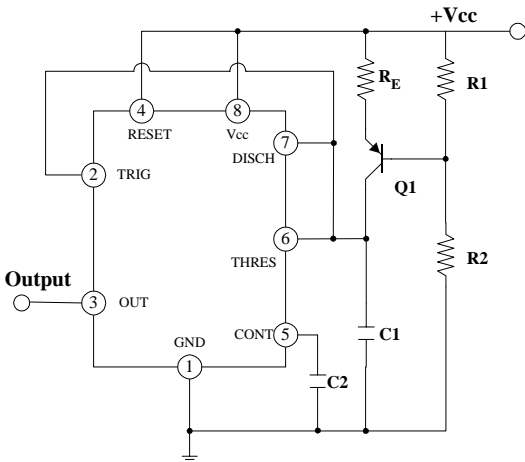 +Vcc
R_E
R1
4
8
RESET
Vcc
7
DISCH
2
TRIG
Q1
6
THRES
R2
Output
3
OUT
CONT
5
C1
GND
1
C2